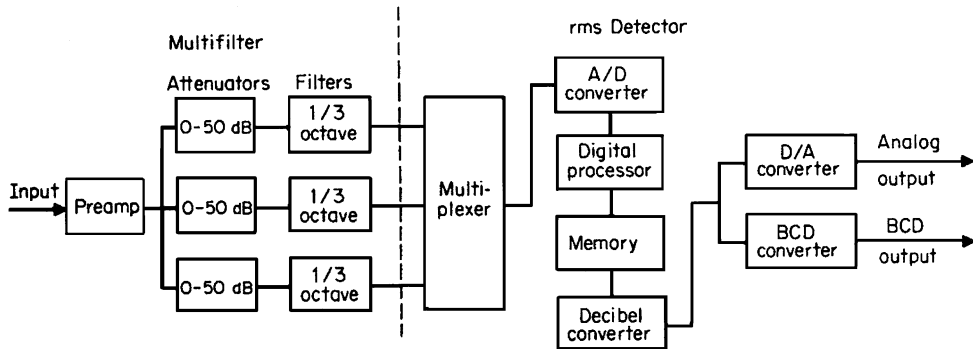 Multifilter
rms Detector
Attenuators
Filters
0-50 dB
1/3
octave
0-50 dB
1/3
octave
0-50 dB
1/3
octave
Input
Preamp
Multi-
plexer
A/D
converter
Digital
processor
Memory
Decibel
converter
D/A
converter
Analog
output
BCD
converter
BCD
output